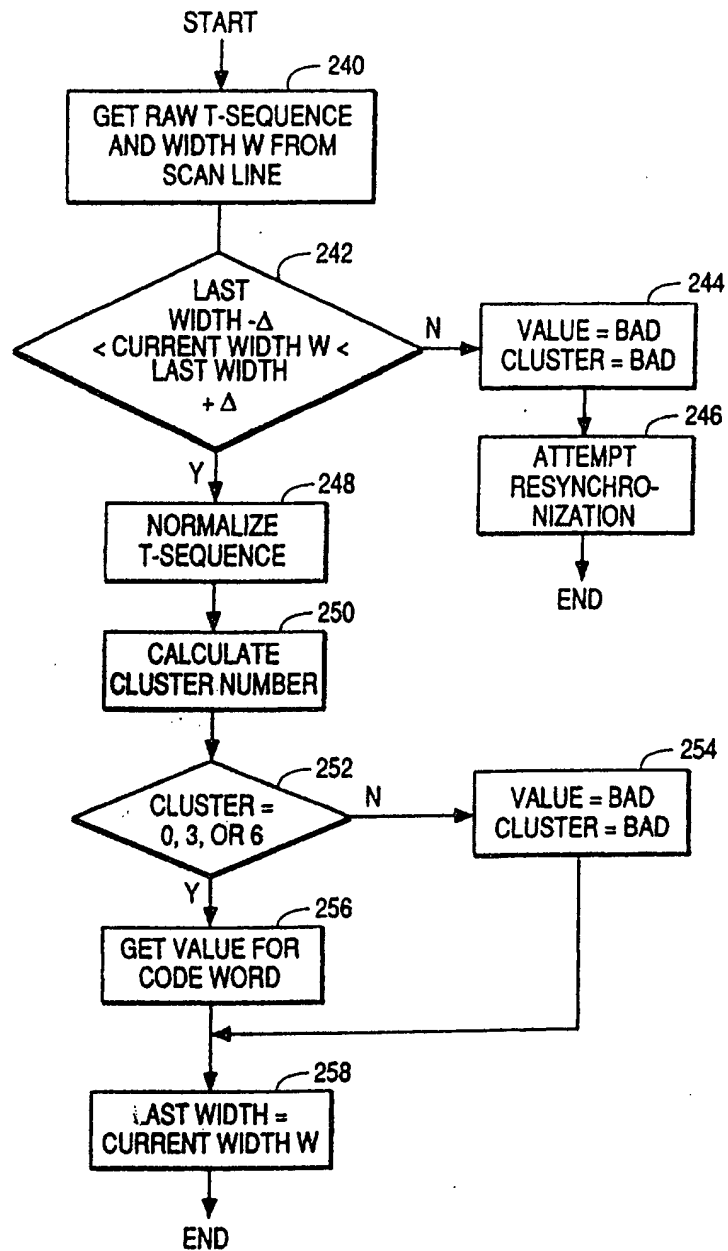 START
240
GET RAW T-SEQUENCE
AND WIDTH W FROM
SCAN LINE
242
LAST
WIDTH -Δ
< CURRENT WIDTH W <
LAST WIDTH
+ Δ
N
244
VALUE = BAD
CLUSTER = BAD
246
ATTEMPT
RESYNCHRO-
NIZATION
END
Y
248
NORMALIZE
T-SEQUENCE
250
CALCULATE
CLUSTER NUMBER
252
CLUSTER =
0, 3, OR 6
N
254
VALUE = BAD
CLUSTER = BAD
Y
256
GET VALUE FOR
CODE WORD
258
LAST WIDTH =
CURRENT WIDTH W
END